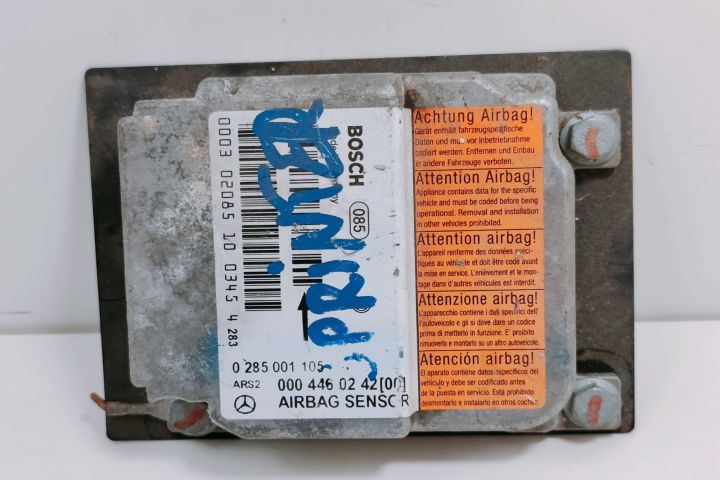 0003 02085 10 0345 4 283
BOSCH
085
SPRINTER
0 285 001 105
ARS2
000 446 02 42[00]
AIRBAG SENSOR
Achtung Airbag!
Gerät enthält fahrzeugspezifische
Daten und muß vor Inbetriebnahme
codiert werden. Entfernen und Einbau
in andere Fahrzeuge verboten.
Attention Airbag!
Appliance contains data for the specific
vehicle and must be coded before being
operational. Removal and installation
in other vehicles prohibited.
Attention airbag!
L'appareil renferme des données spéci-
fiques au véhicule et doit être codé avant
la mise en service. L'enlèvement et le mon-
tage dans d'autres véhicules est interdit.
Attenzione airbag!
L'apparecchio contiene i dati specifici dell'
autoveicolo e gli si deve dare un codice
prima di metterlo in funzione. E' proibito
rimuoverlo e montarlo su un altro autoveicolo.
Atención airbag!
El aparato contiene datos específicos del
vehículo y debe ser codificado antes
de la puesta en servicio. Esta prohibido
desmontarlo e instalarlo en otros coches.